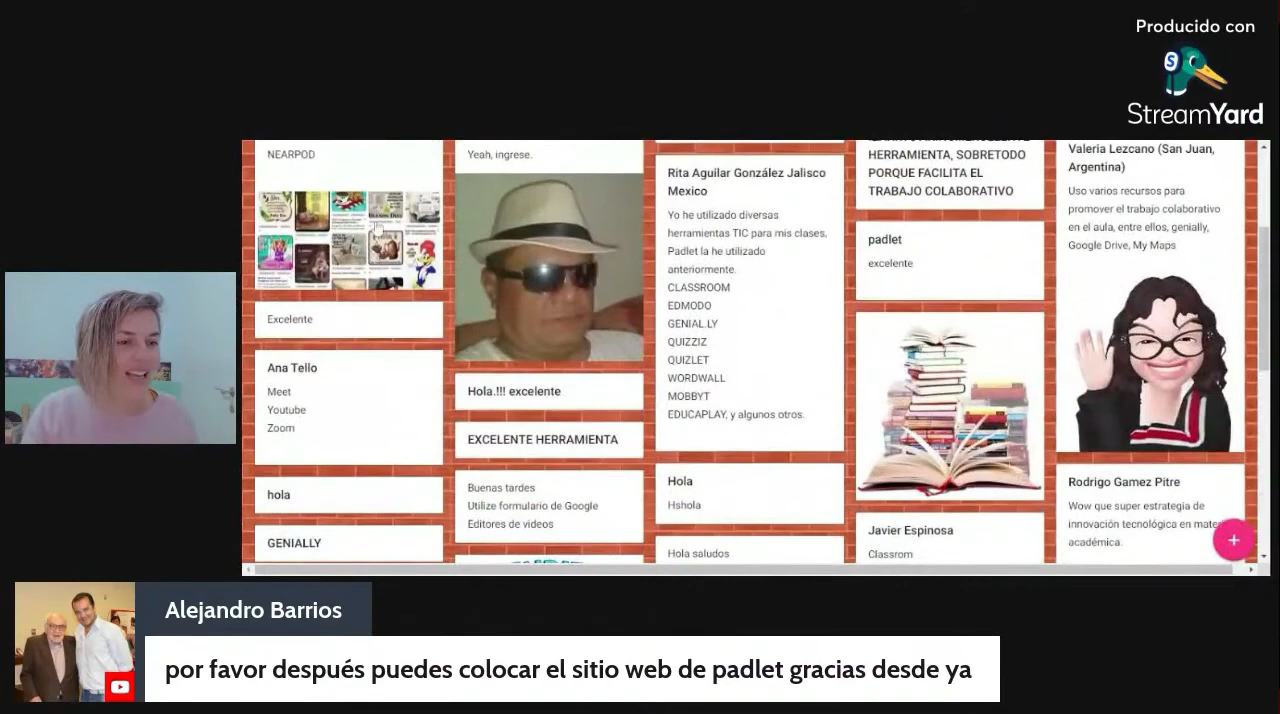 Producido con
StreamYard
NEARPOD
Excelente
Ana Tello
Meet
Youtube
Zoom
hola
GENIALLY
Yeah, ingrese.
Hola.!!! excelente
EXCELENTE HERRAMIENTA
Buenas tardes
Utilize formulario de Google
Editores de videos
Rita Aguilar González Jalisco
Mexico
Yo he utilizado diversas
herramientas TIC para mis clases,
Padlet la he utilizado
anteriormente.
CLASSROOM
EDMODO
GENIAL.LY
QUIZZIZ
QUIZLET
WORDWALL
MOBBYT
EDUCAPLAY, y algunos otros.
Hola
Hshola
Hola saludos
HERRAMIENTA, SOBRETODO
PORQUE FACILITA EL
TRABAJO COLABORATIVO
padlet
excelente
Javier Espinosa
Classrom
Valeria Lezcano (San Juan,
Argentina)
Uso varios recursos para
promover el trabajo colaborativo
en el aula, entre ellos, genially,
Google Drive, My Maps
Rodrigo Gamez Pitre
Wow que super estrategia de
innovación tecnológica en mate
académica.
Alejandro Barrios
por favor después puedes colocar el sitio web de padlet gracias desde ya